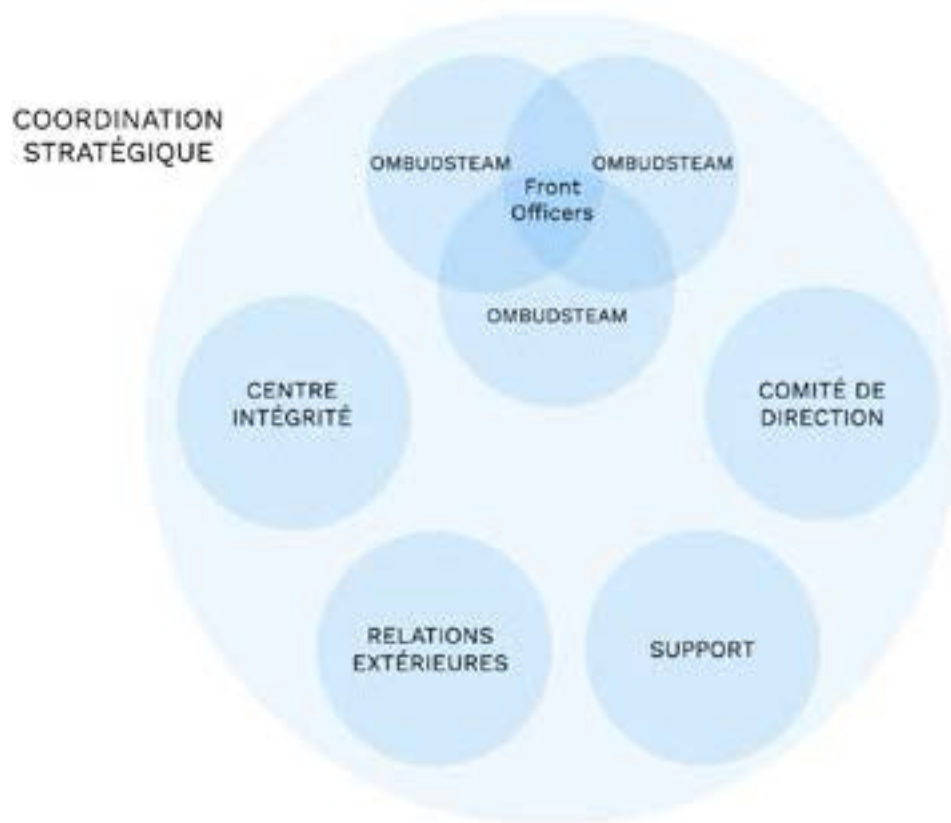 COORDINATION
STRATÉGIQUE
OMBUDSTEAM
OMBUDSTEAM
Front
Officers
OMBUDSTEAM
CENTRE
INTÉGRITÉ
COMITÉ DE
DIRECTION
RELATIONS
EXTÉRIEURES
SUPPORT